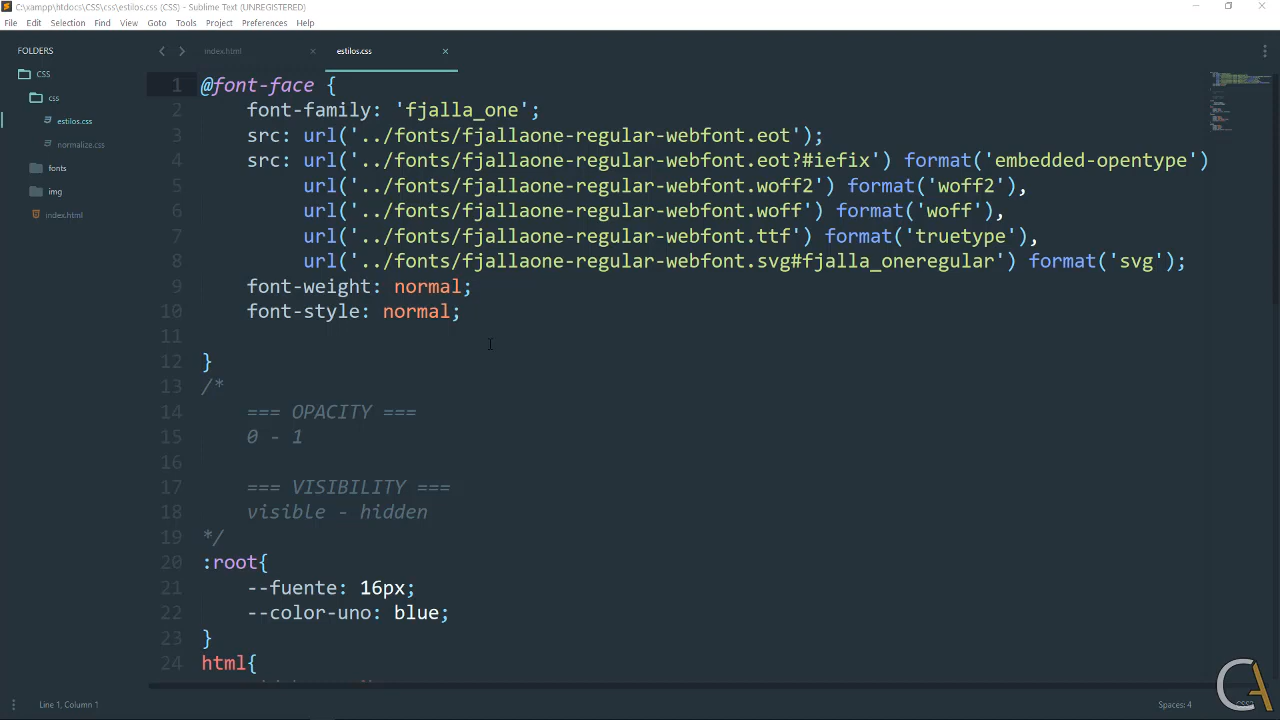 C:\xampp\htdocs\CSS\css\estilos.css (CSS) - Sublime Text (UNREGISTERED)
File Edit Selection Find View Goto Tools Project Preferences Help
FOLDERS
CSS
css
estilos.css
normalize.css
fonts
img
index.html
index.html estilos.css
1 @font-face {
2 font-family: 'fjalla_one';
3 src: url('../fonts/fjallaone-regular-webfont.eot');
4 src: url('../fonts/fjallaone-regular-webfont.eot?#iefix') format('embedded-opentype')
5 url('../fonts/fjallaone-regular-webfont.woff2') format('woff2'),
6 url('../fonts/fjallaone-regular-webfont.woff') format('woff'),
7 url('../fonts/fjallaone-regular-webfont.ttf') format('truetype'),
8 url('../fonts/fjallaone-regular-webfont.svg#fjalla_oneregular') format('svg');
9 font-weight: normal;
10 font-style: normal;
11
12 }
13 /*
14 === OPACITY ===
15 0 - 1
16
17 === VISIBILITY ===
18 visible - hidden
19 */
20 :root{
21 --fuente: 16px;
22 --color-uno: blue;
23 }
24 html{
Line 1, Column 1
Spaces: 4
CA